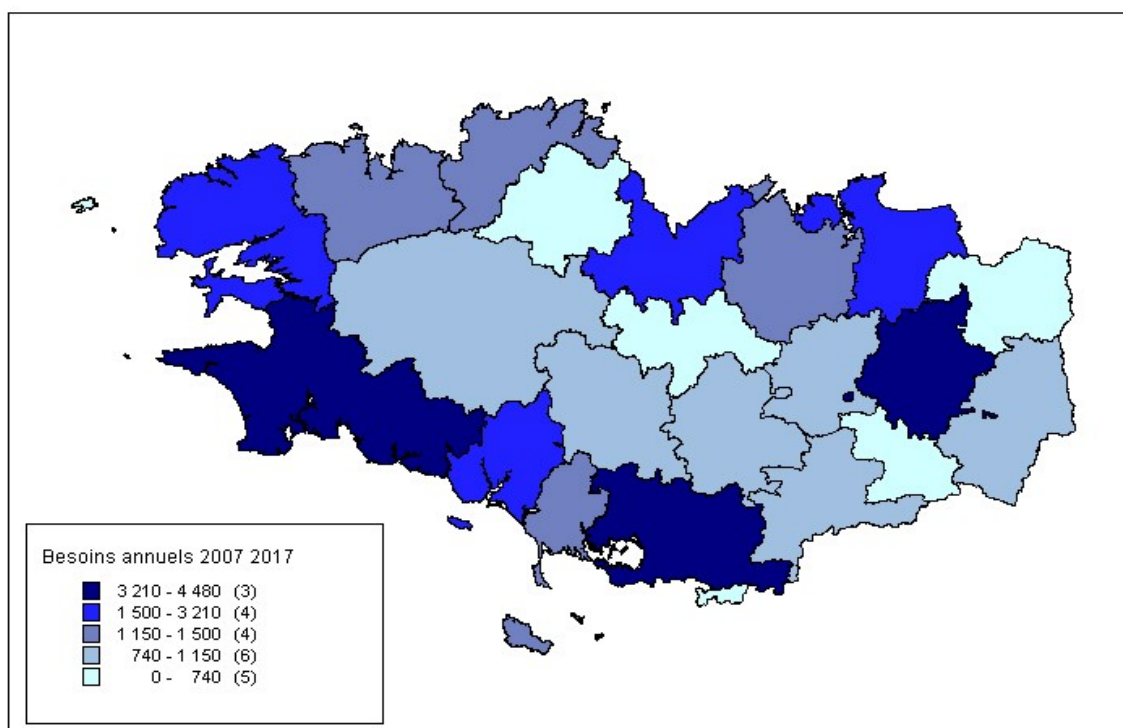 Besoins annuels 2007 2017
3 210 - 4 480 (3)
1 500 - 3 210 (4)
1 150 - 1 500 (4)
740 - 1 150 (6)
0 - 740 (5)